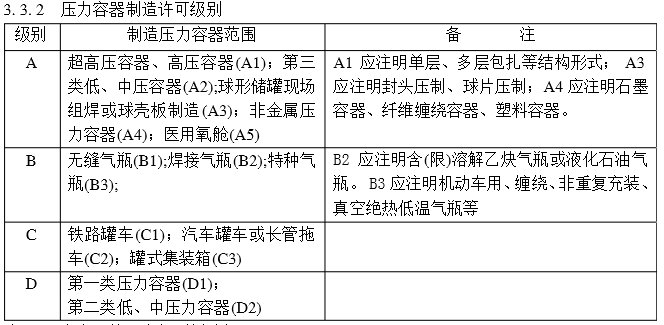 3.3.2 压力容器制造许可级别
级别 制造压力容器范围 备 注
A 超高压容器、高压容器(A1)；第三
类低、中压容器(A2);球形储罐现场
组焊或球壳板制造(A3)；非金属压
力容器(A4)；医用氧舱(A5)
A1 应注明单层、多层包扎等结构形式； A3
应注明封头压制、球片压制；A4 应注明石墨
容器、纤维缠绕容器、塑料容器。
B 无缝气瓶(B1);焊接气瓶(B2);特种气
瓶(B3);
B2 应注明含(限)溶解乙炔气瓶或液化石油气
瓶。B3 应注明机动车用、缠绕、非重复充装、
真空绝热低温气瓶等
C 铁路罐车(C1)；汽车罐车或长管拖
车(C2)；罐式集装箱(C3)
D 第一类压力容器(D1)；
第二类低、中压力容器(D2)